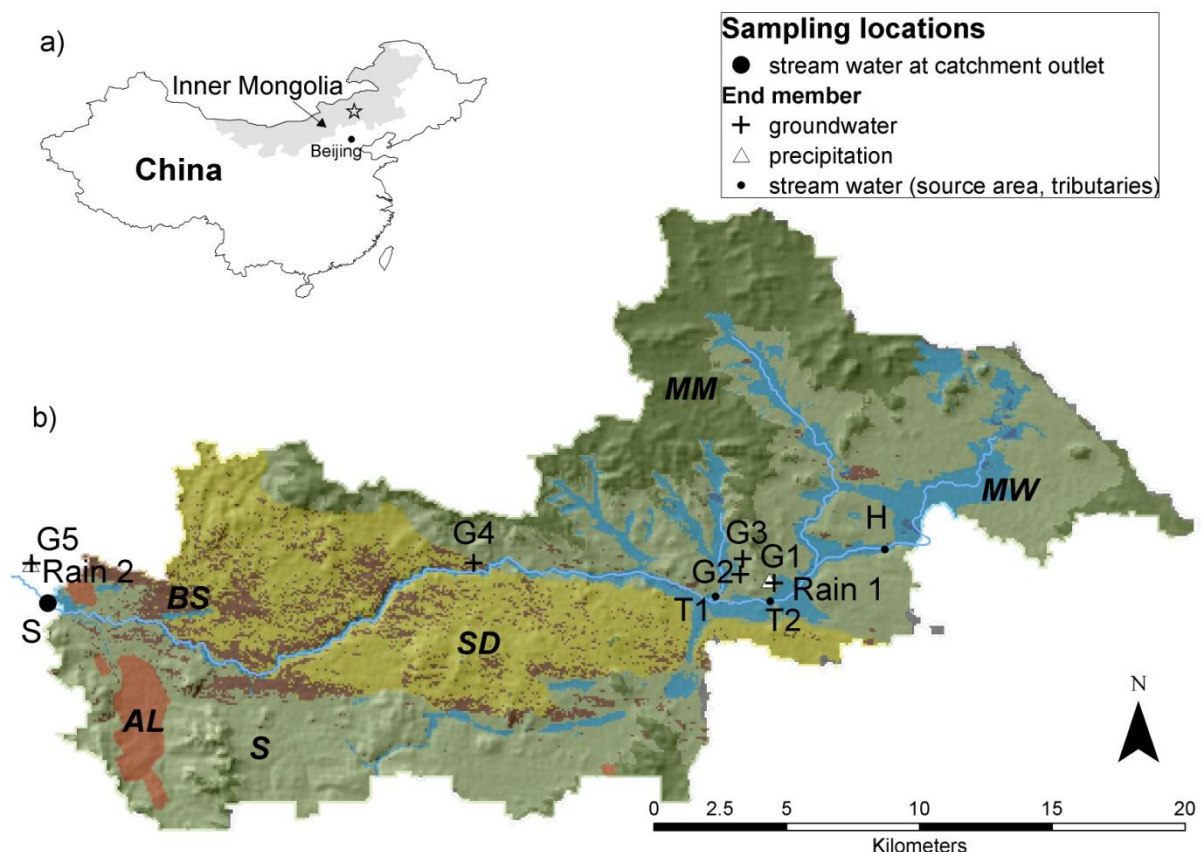 a)
Inner Mongolia
Beijing
China
Sampling locations
stream water at catchment outlet
End member
groundwater
precipitation
stream water (source area, tributaries)
b)
MM
MW
H
G3
G1
G2
Rain 1
T1
T2
G4
G5
Rain 2
S
BS
SD
AL
S
N
0 2.5 5 10 15 20
Kilometers